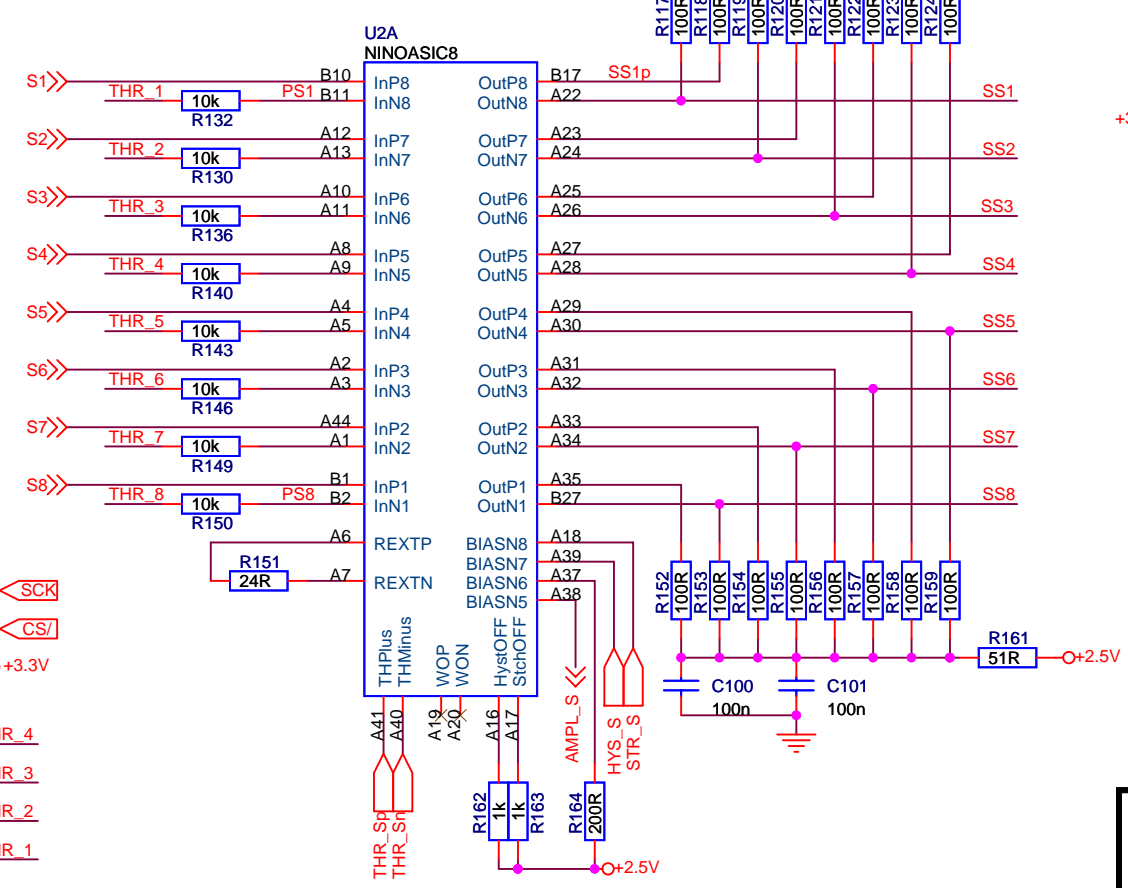 R117 R118 R119 R120 R121 R122 R123 R124
100R 100R 100R 100R 100R 100R 100R 100R
U2A
NINOASIC8
S1 B10 InP8 OutP8 B17 SS1p
THR_1 10k PS1 B11 InN8 OutN8 A22 SS1
R132
S2 A12 InP7 OutP7 A23
THR_2 10k A13 InN7 OutN7 A24 SS2
R130
S3 A10 InP6 OutP6 A25
THR_3 10k A11 InN6 OutN6 A26 SS3
R136
S4 A8 InP5 OutP5 A27
THR_4 10k A9 InN5 OutN5 A28 SS4
R140
S5 A4 InP4 OutP4 A29
THR_5 10k A5 InN4 OutN4 A30 SS5
R143
S6 A2 InP3 OutP3 A31
THR_6 10k A3 InN3 OutN3 A32 SS6
R146
S7 A44 InP2 OutP2 A33
THR_7 10k A1 InN2 OutN2 A34 SS7
R149
S8 B1 InP1 OutP1 A35
THR_8 10k PS8 B2 InN1 OutN1 B27 SS8
R150
A6 REXTP BIASN8 A18
R151 BIASN7 A39
24R A7 REXTN BIASN6 A37
BIASN5 A38
R152 R153 R154 R155 R156 R157 R158 R159
100R 100R 100R 100R 100R 100R 100R 100R
SCK
CS/
+3.3V
THPlus THMinus WOP WON HystOFF StchOFF
R161
51R +2.5V
C100 C101
100n 100n
A41 A40 A19 A20 A16 A17
AMPL_S HYS_S STR_S
R_4
R_3
R_2
R_1
THR_Sp THR_Sn
R162 1k 1k R163 R164 200R
+2.5V